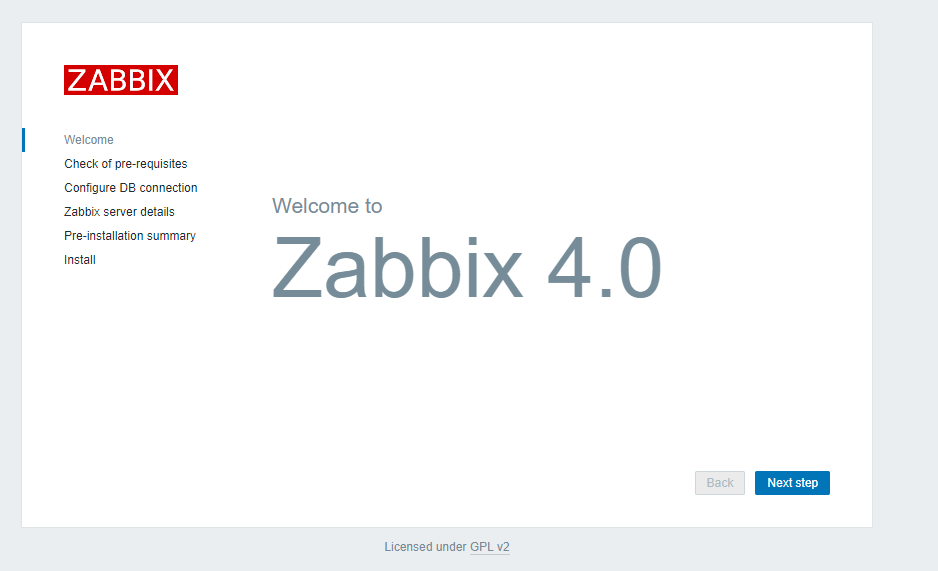 ZABBIX
Welcome
Check of pre-requisites
Configure DB connection
Zabbix server details
Pre-installation summary
Install
Welcome to
Zabbix 4.0
Back
Next step
Licensed under GPL v2